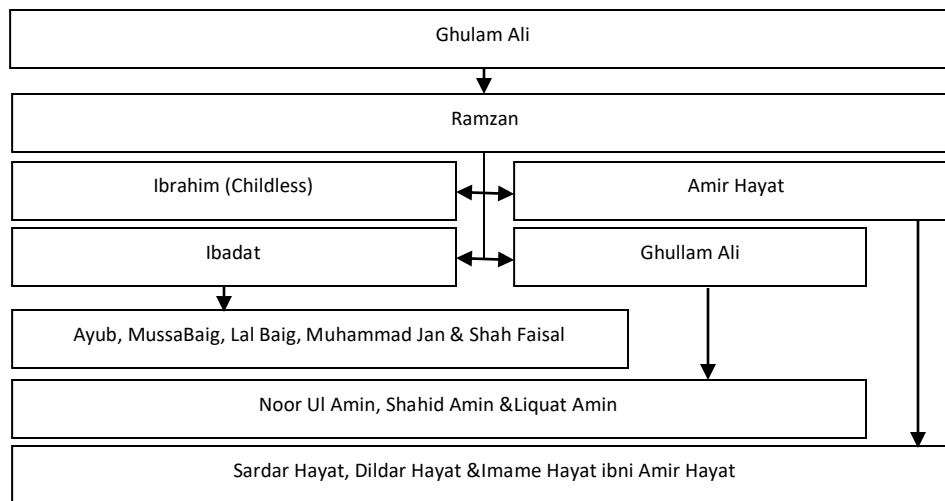 Ghulam Ali
Ramzan
Ibrahim (Childless)
Amir Hayat
Ibadat
Ghullam Ali
Ayub, MussaBaig, Lal Baig, Muhammad Jan & Shah Faisal
Noor Ul Amin, Shahid Amin &Liquat Amin
Sardar Hayat, Dildar Hayat &Imame Hayat ibni Amir Hayat